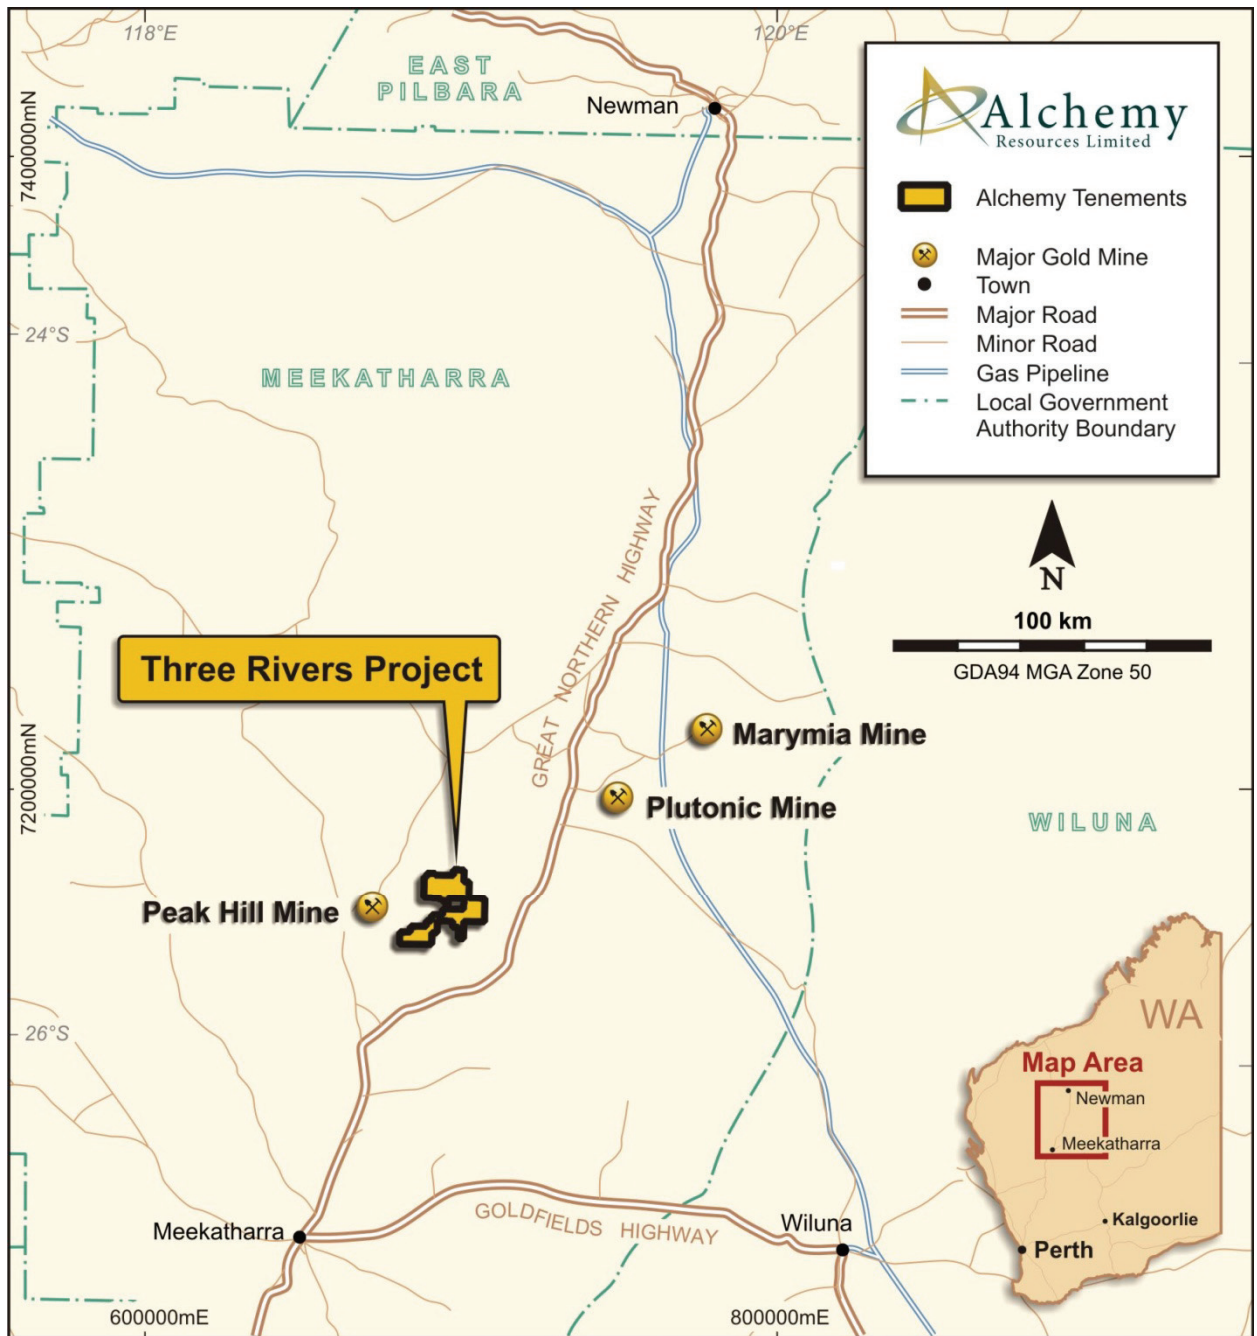 118°E
120°E
EAST
PILBARA
Newman
Alchemy
Resources Limited
Alchemy Tenements
Major Gold Mine
Town
Major Road
Minor Road
Gas Pipeline
Local Government
Authority Boundary
7400000mN
24°S
MEEKATHARRA
GREAT NORTHERN HIGHWAY
N
100 km
GDA94 MGA Zone 50
Three Rivers Project
Marymia Mine
Plutonic Mine
7200000mN
WILUNA
Peak Hill Mine
26°S
WA
Map Area
Newman
Meekatharra
Kalgoorlie
Perth
Meekatharra
GOLDFIELDS HIGHWAY
Wiluna
600000mE
800000mE